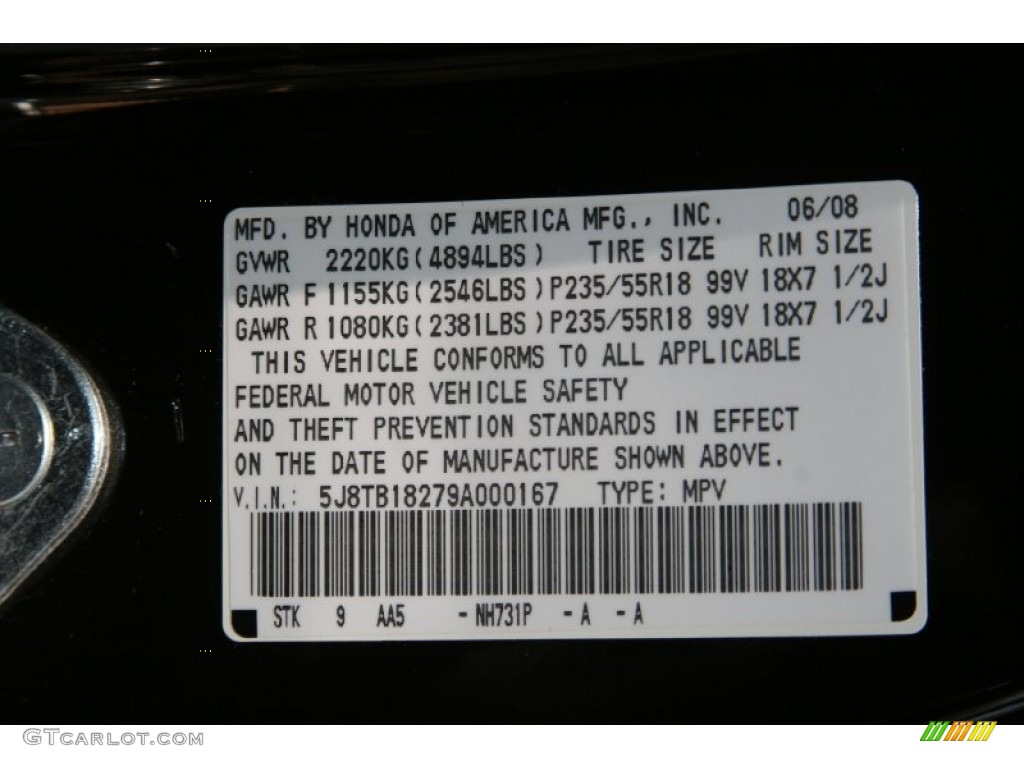 MFD. BY HONDA OF AMERICA MFG., INC. 06/08
GVWR 2220KG(4894LBS) TIRE SIZE RIM SIZE
GAWR F 1155KG(2546LBS) P235/55R18 99V 18X7 1/2J
GAWR R 1080KG(2381LBS) P235/55R18 99V 18X7 1/2J
THIS VEHICLE CONFORMS TO ALL APPLICABLE
FEDERAL MOTOR VEHICLE SAFETY
AND THEFT PREVENTION STANDARDS IN EFFECT
ON THE DATE OF MANUFACTURE SHOWN ABOVE.
V.I.N.: 5J8TB18279A000167 TYPE: MPV
STK 9 AA5 -NH731P -A -A
GTCarLot.com